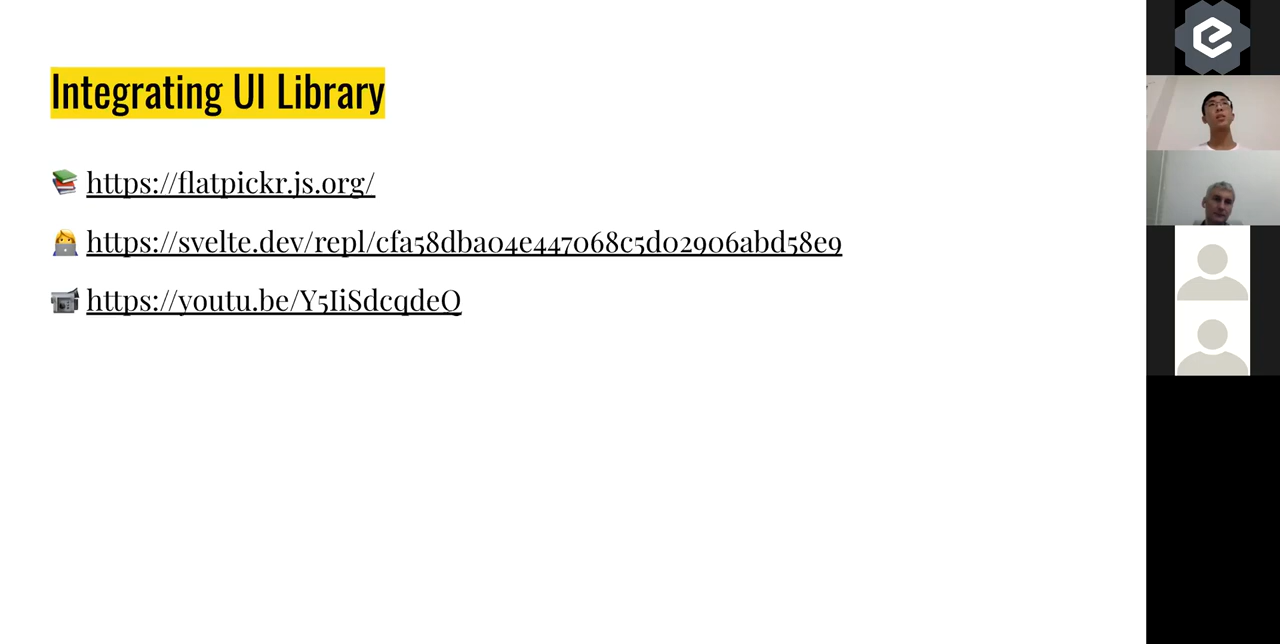 Integrating UI Library
https://flatpickr.js.org/
https://svelte.dev/repl/cfa58dba04e447068c5d02906abd58e9
https://youtu.be/Y5IiSdcqdeQ